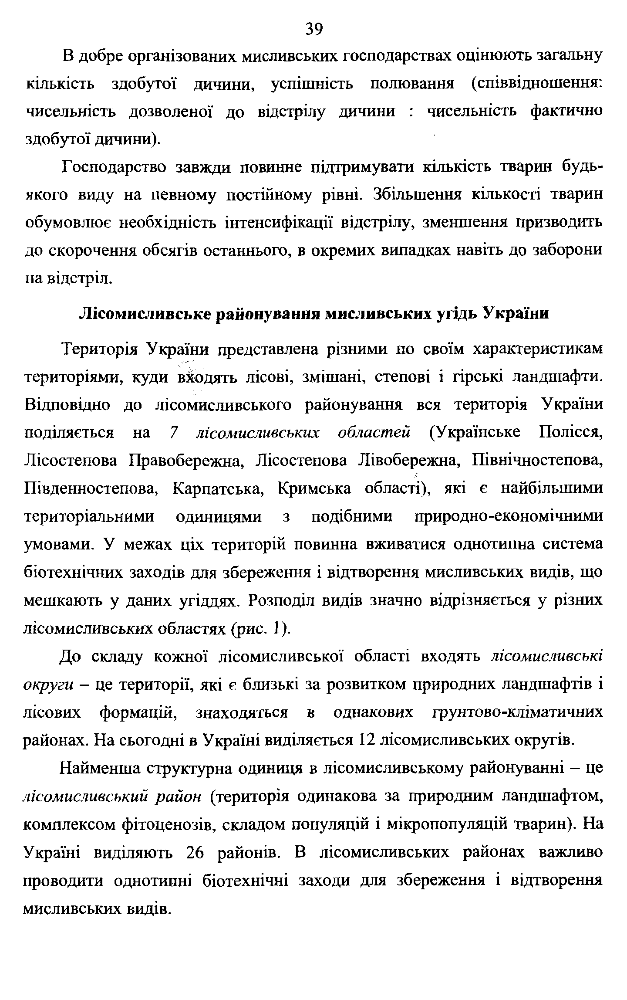 39
В добре організованих мисливських господарствах оцінюють загальну
кількість здобутої дичини, успішність полювання (співвідношення:
чисельність дозволеної до відстрілу дичини : чисельність фактично
здобутої дичини).
Господарство завжди повинне підтримувати кількість тварин будь-
якого виду на певному постійному рівні. Збільшення кількості тварин
обумовлює необхідність інтенсифікації відстрілу, зменшення призводить
до скорочення обсягів останнього, в окремих випадках навіть до заборони
на відстріл.
Лісомисливське районування мисливських угідь України
Територія України представлена різними по своїм характеристикам
територіями, куди входять лісові, змішані, степові і гірські ландшафти.
Відповідно до лісомисливського районування вся територія України
поділяється на 7 лісомисливських областей (Українське Полісся,
Лісостепова Правобережна, Лісостепова Лівобережна, Північностепова,
Південностепова, Карпатська, Кримська області), які є найбільшими
територіальними одиницями з подібними природно-економічними
умовами. У межах ціх територій повинна вживатися однотипна система
біотехнічних заходів для збереження і відтворення мисливських видів, що
мешкають у даних угіддях. Розподіл видів значно відрізняється у різних
лісомисливських областях (рис. 1).
До складу кожної лісомисливської області входять лісомисливські
округи – це території, які є близькі за розвитком природних ландшафтів і
лісових формацій, знаходяться в однакових ґрунтово-кліматичних
районах. На сьогодні в Україні виділяється 12 лісомисливських округів.
Найменша структурна одиниця в лісомисливському районуванні – це
лісомисливський район (територія одинакова за природним ландшафтом,
комплексом фітоценозів, складом популяцій і мікропопуляцій тварин). На
Україні виділяють 26 районів. В лісомисливських районах важливо
проводити однотипні біотехнічні заходи для збереження і відтворення
мисливських видів.